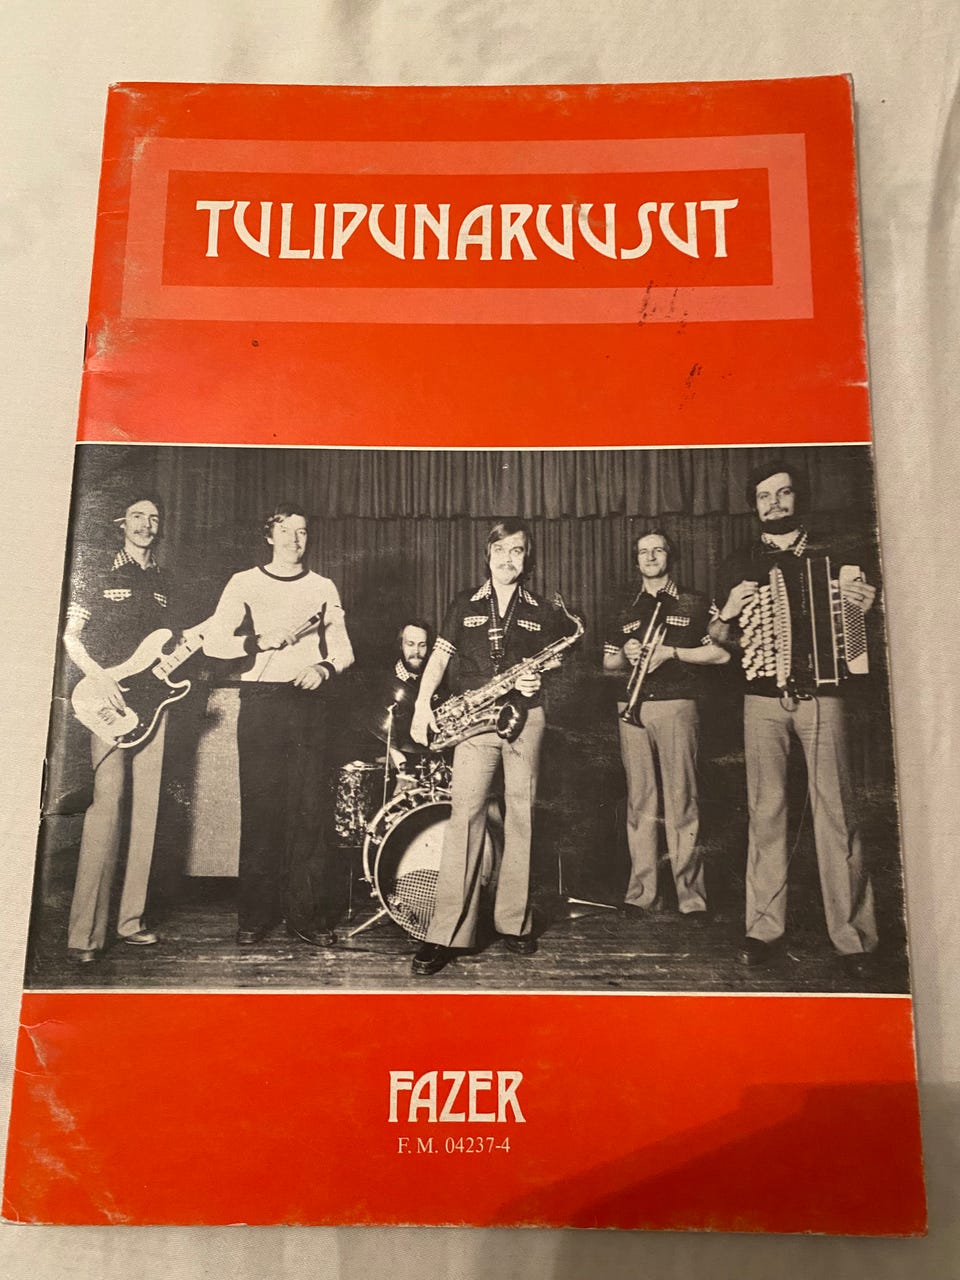 TULIPUNARUUSUT
FAZER
F. M. 04237-4